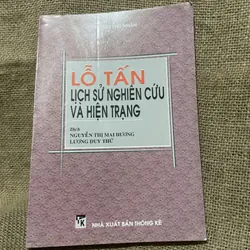 LỖ TẤN
LỊCH SỬ NGHIÊN CỨU
VÀ HIỆN TRẠNG
Dịch
NGUYỄN THỊ MAI HƯƠNG
LƯƠNG DUY THỨ
NHÀ XUẤT BẢN THỐNG KÊ